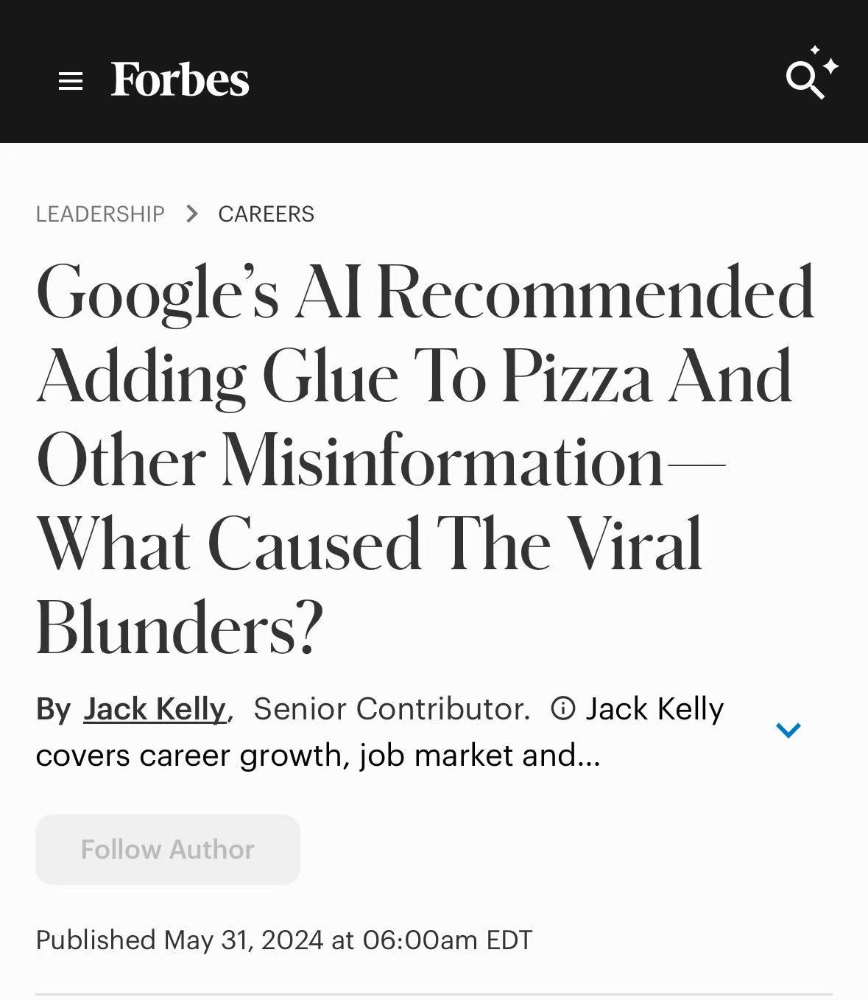 Forbes
LEADERSHIP > CAREERS
Google’s AI Recommended
Adding Glue To Pizza And
Other Misinformation—
What Caused The Viral
Blunders?
By Jack Kelly, Senior Contributor. ⓘ Jack Kelly
covers career growth, job market and...
Follow Author
Published May 31, 2024 at 06:00am EDT